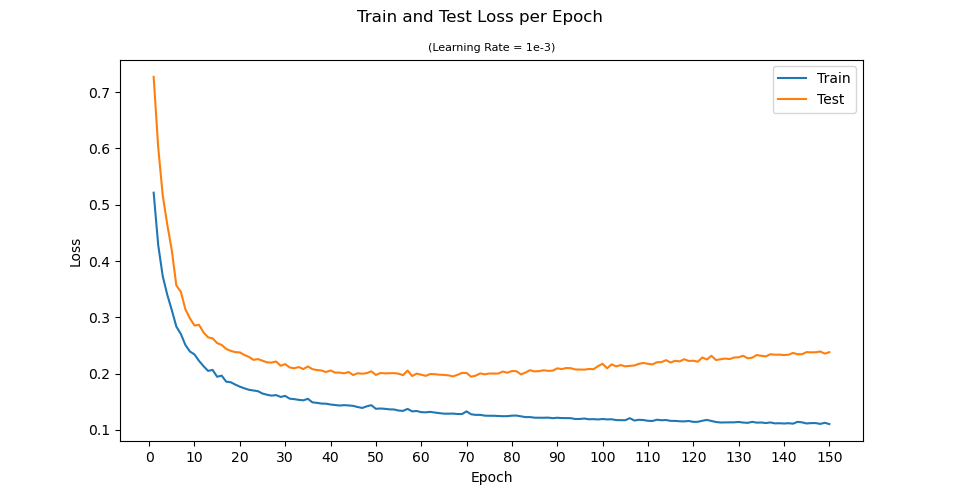 Train and Test Loss per Epoch
(Learning Rate = 1e-3)
Train
Test
Loss
0.7
0.6
0.5
0.4
0.3
0.2
0.1
0 10 20 30 40 50 60 70 80 90 100 110 120 130 140 150
Epoch